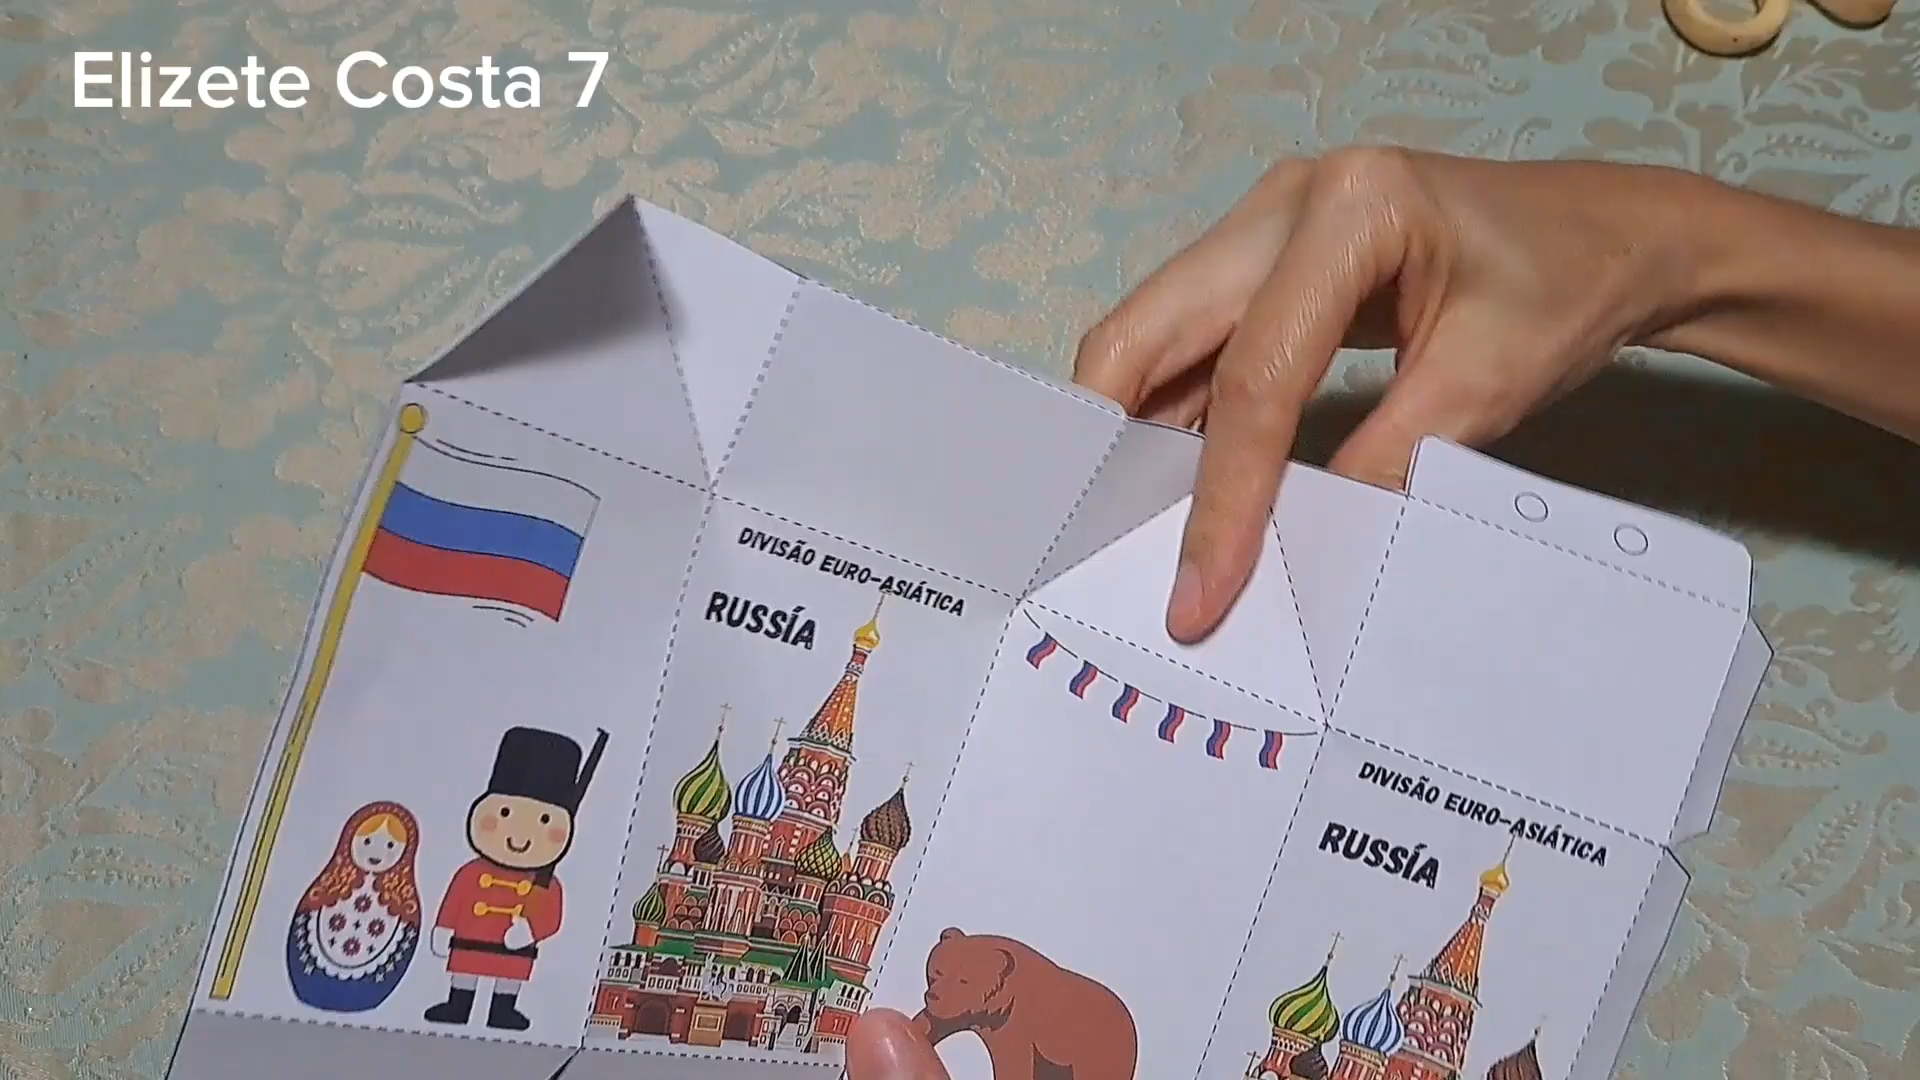 Elizete Costa 7
DIVISÃO EURO-ASIÁTICA
RUSSÍA
DIVISÃO EURO-ASIÁTICA
RUSSÍA